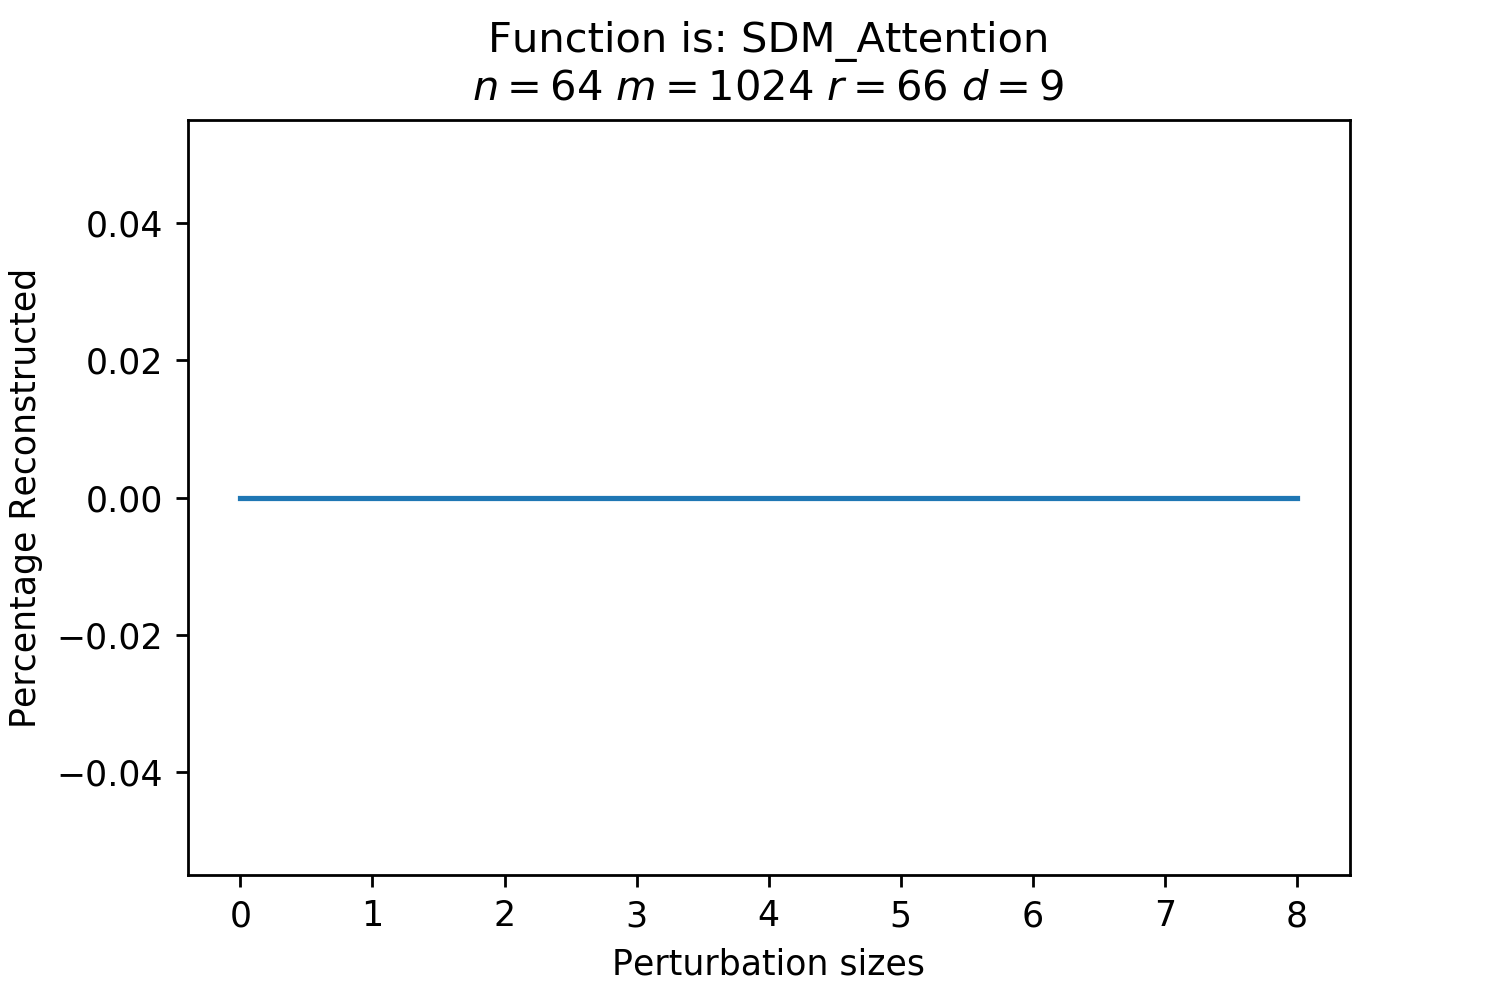 Function is: SDM_Attention
n = 64 m = 1024 r = 66 d = 9
Percentage Reconstructed
0.04
0.02
0.00
−0.02
−0.04
0 1 2 3 4 5 6 7 8
Perturbation sizes